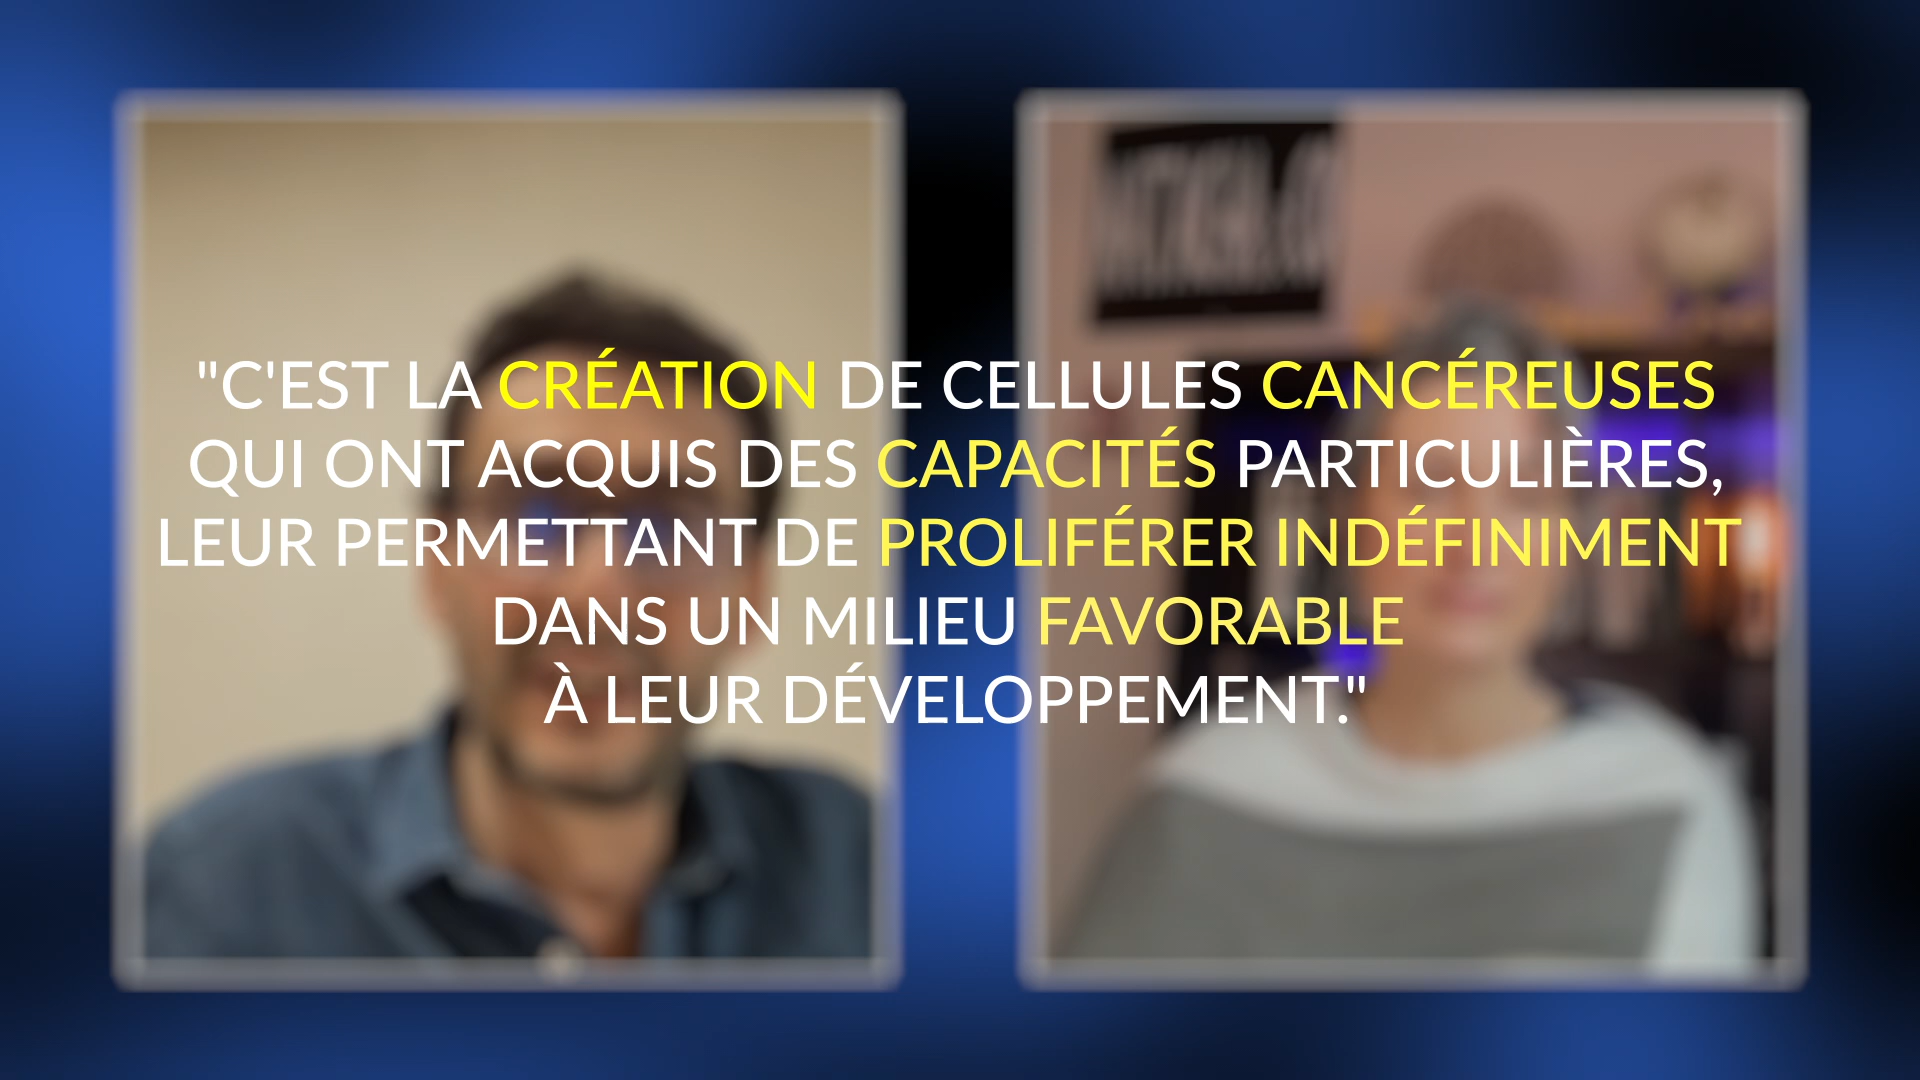 "C'EST LA CRÉATION DE CELLULES CANCÉREUSES
QUI ONT ACQUIS DES CAPACITÉS PARTICULIÈRES,
LEUR PERMETTANT DE PROLIFÉRER INDÉFINIMENT
DANS UN MILIEU FAVORABLE
À LEUR DÉVELOPPEMENT."